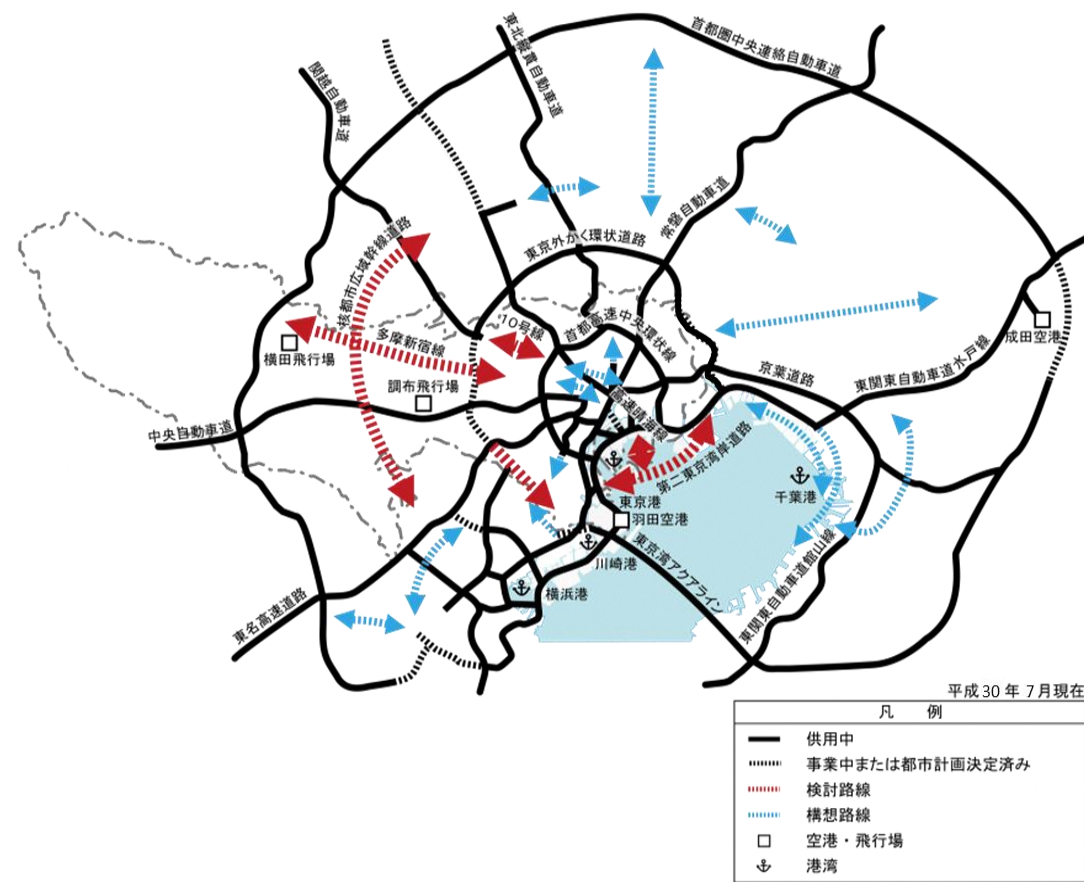 首都圏中央連絡自動車道
東北縦貫自動車道
関越自動車道
常磐自動車道
東京外かく環状道路
核都市広域幹線道路
10号線
首都高速中央環状線
多摩新宿線
横田飛行場
調布飛行場
成田空港
京葉道路
東関東自動車道水戸線
高速晴海線
中央自動車道
第二東京湾岸道路
千葉港
東京港
羽田空港
川崎港
東京湾アクアライン
横浜港
東関東自動車道館山線
東名高速道路
平成30年7月現在
凡 例
供用中
事業中または都市計画決定済み
検討路線
構想路線
空港・飛行場
港湾